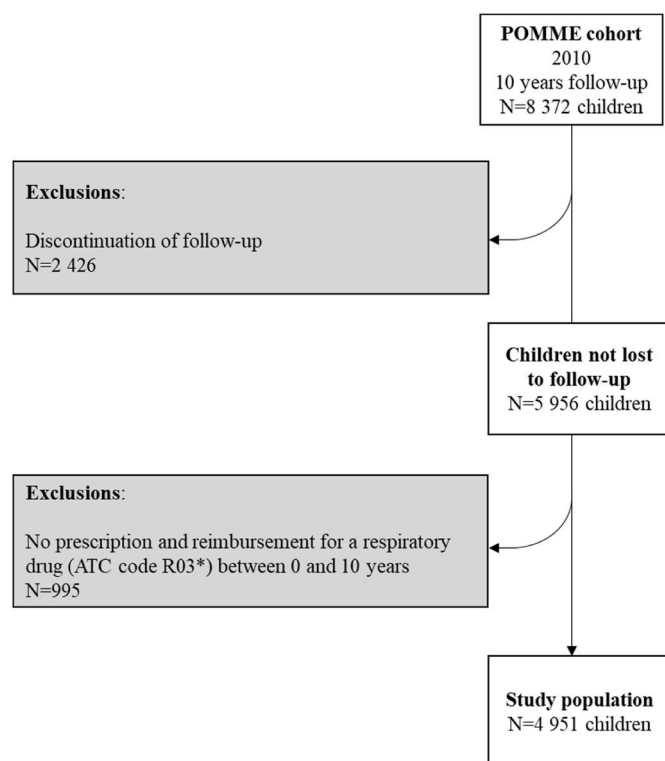 POMME cohort
2010
10 years follow-up
N=8 372 children
Exclusions:
Discontinuation of follow-up
N=2 426
Children not lost
to follow-up
N=5 956 children
Exclusions:
No prescription and reimbursement for a respiratory
drug (ATC code R03*) between 0 and 10 years
N=995
Study population
N=4 951 children